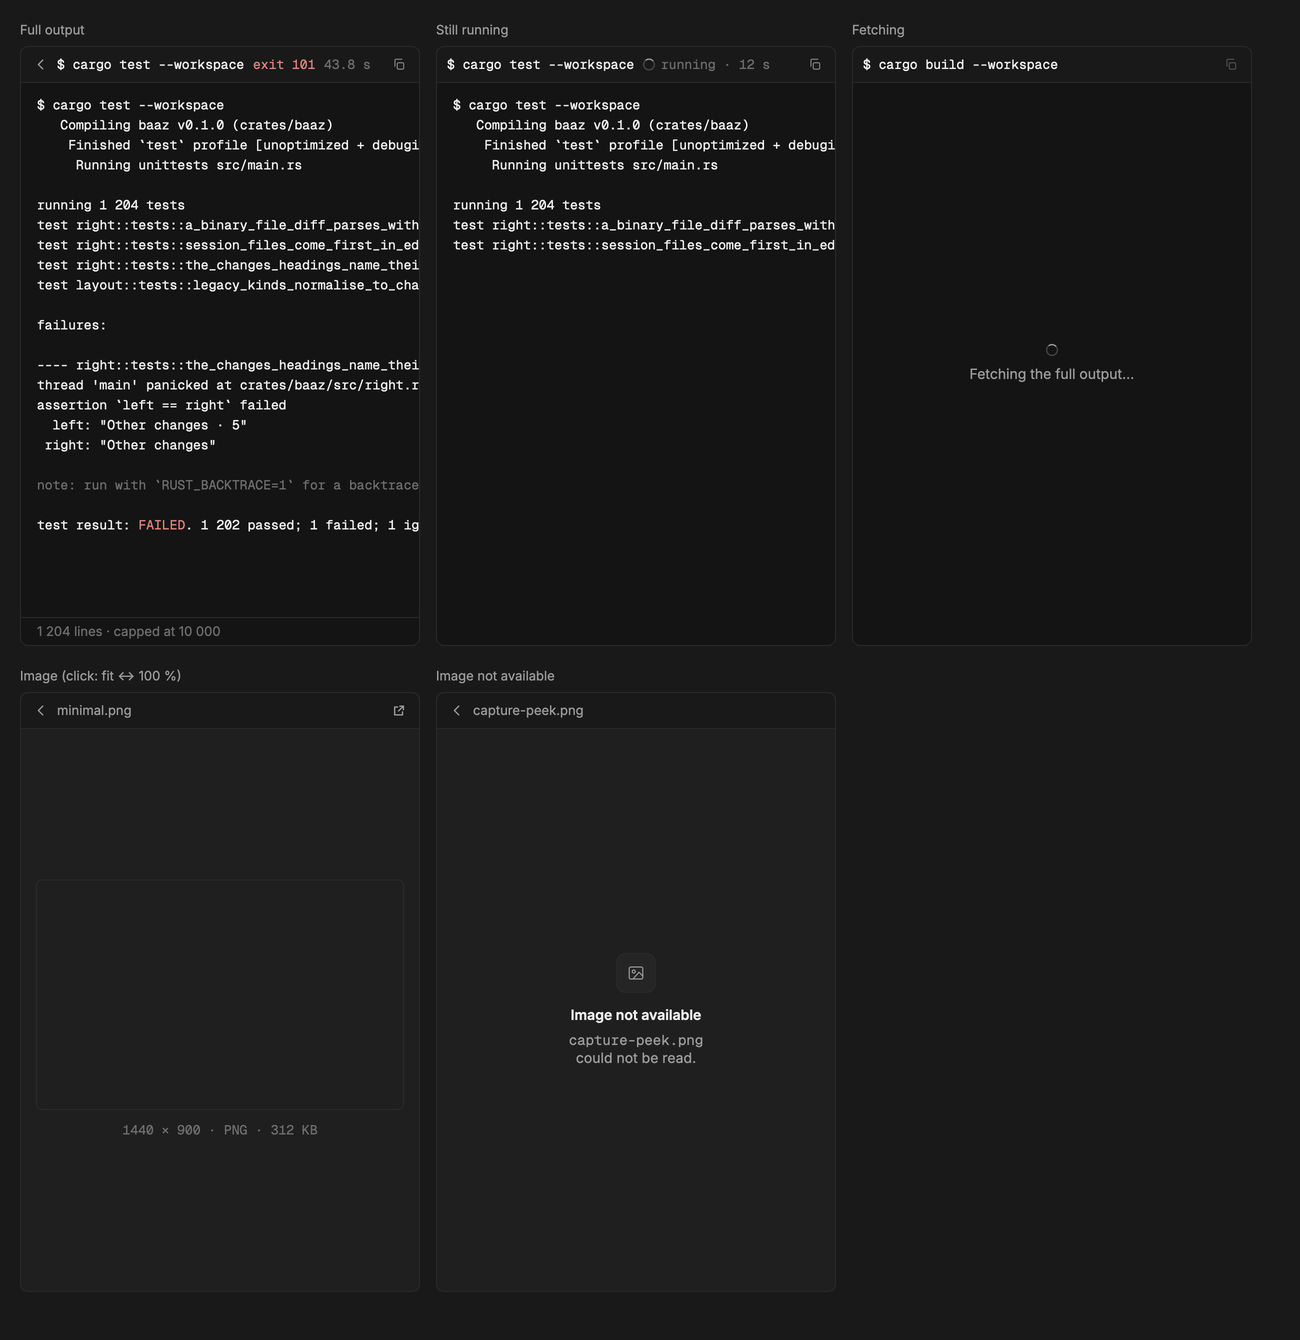 Full output
$ cargo test --workspace exit 101 43.8 s
$ cargo test --workspace
Compiling baaz v0.1.0 (crates/baaz)
Finished `test` profile [unoptimized + debugi
Running unittests src/main.rs
running 1 204 tests
test right::tests::a_binary_file_diff_parses_with
test right::tests::session_files_come_first_in_ed
test right::tests::the_changes_headings_name_thei
test layout::tests::legacy_kinds_normalise_to_cha
failures:
---- right::tests::the_changes_headings_name_thei
thread 'main' panicked at crates/baaz/src/right.r
assertion `left == right` failed
left: "Other changes · 5"
right: "Other changes"
note: run with `RUST_BACKTRACE=1` for a backtrace
test result: FAILED. 1 202 passed; 1 failed; 1 ig
1 204 lines · capped at 10 000
Still running
$ cargo test --workspace running · 12 s
$ cargo test --workspace
Compiling baaz v0.1.0 (crates/baaz)
Finished `test` profile [unoptimized + debugi
Running unittests src/main.rs
running 1 204 tests
test right::tests::a_binary_file_diff_parses_with
test right::tests::session_files_come_first_in_ed
Fetching
$ cargo build --workspace
Fetching the full output…
Image (click: fit ↔ 100 %)
minimal.png
1440 × 900 · PNG · 312 KB
Image not available
capture-peek.png
Image not available
capture-peek.png
could not be read.